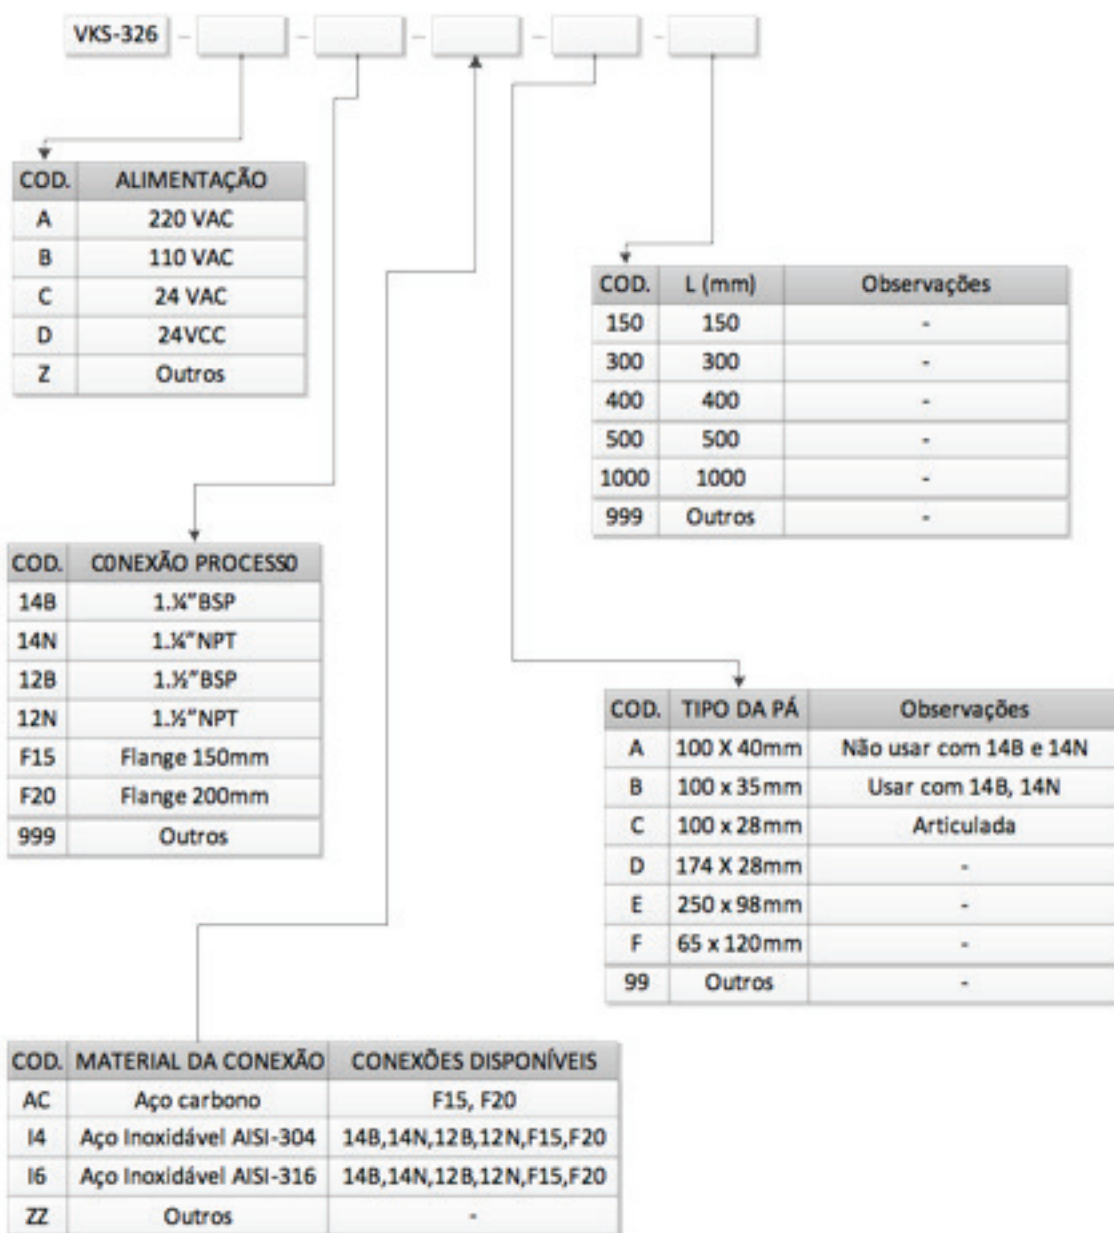 VKS-326 - - - - -
COD. ALIMENTAÇÃO
A 220 VAC
B 110 VAC
C 24 VAC
D 24VCC
Z Outros
COD. L (mm) Observações
150 150 -
300 300 -
400 400 -
500 500 -
1000 1000 -
999 Outros -
COD. C0NEXÃO PROCESS0
14B 1.¼"BSP
14N 1.¼"NPT
12B 1.½"BSP
12N 1.½"NPT
F15 Flange 150mm
F20 Flange 200mm
999 Outros
COD. TIPO DA PÁ Observações
A 100 X 40mm Não usar com 14B e 14N
B 100 x 35mm Usar com 14B, 14N
C 100 x 28mm Articulada
D 174 X 28mm -
E 250 x 98mm -
F 65 x 120mm -
99 Outros -
COD. MATERIAL DA CONEXÃO CONEXÕES DISPONÍVEIS
AC Aço carbono F15, F20
I4 Aço Inoxidável AISI-304 14B,14N,12B,12N,F15,F20
I6 Aço Inoxidável AISI-316 14B,14N,12B,12N,F15,F20
ZZ Outros -